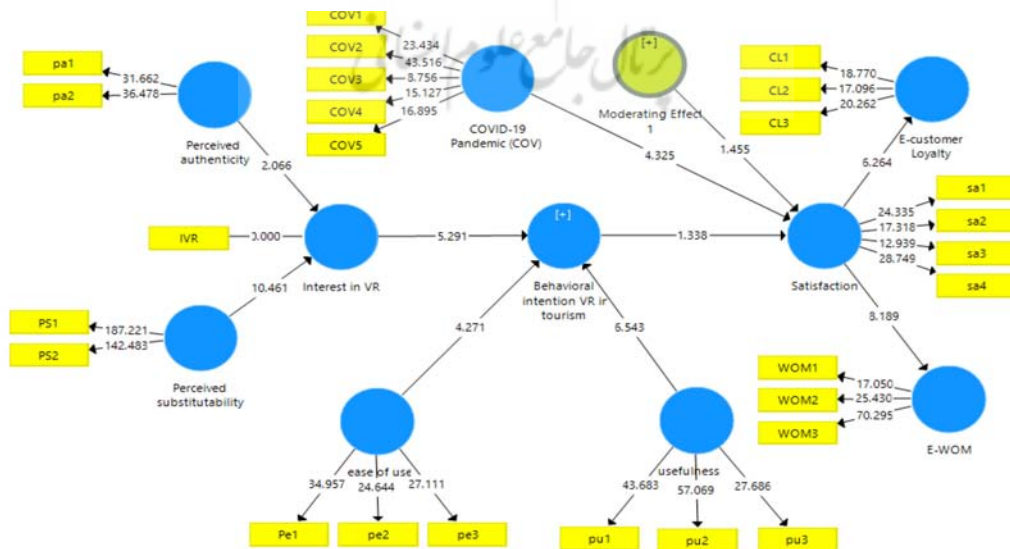 COV1
COV2
COV3
COV4
COV5
23.434
43.516
8.756
15.127
16.895
COVID-19
Pandemic (COV)
پرتال جامع علوم انسانی
[+]
Moderating Effect
1
pa1
pa2
31.662
36.478
Perceived
authenticity
CL1
CL2
CL3
18.770
17.096
20.262
E-customer
Loyalty
2.066
4.325
1.455
6.264
IVR
0.000
Interest in VR
5.291
[+]
Behavioral
intention VR in
tourism
1.338
Satisfaction
24.335
17.318
12.939
28.749
sa1
sa2
sa3
sa4
10.461
PS1
PS2
187.221
142.483
Perceived
substitutability
4.271
6.543
8.189
WOM1
WOM2
WOM3
17.050
25.430
70.295
E-WOM
ease of use
34.957
24.644
27.111
Pe1
pe2
pe3
usefulness
43.683
57.069
27.686
pu1
pu2
pu3